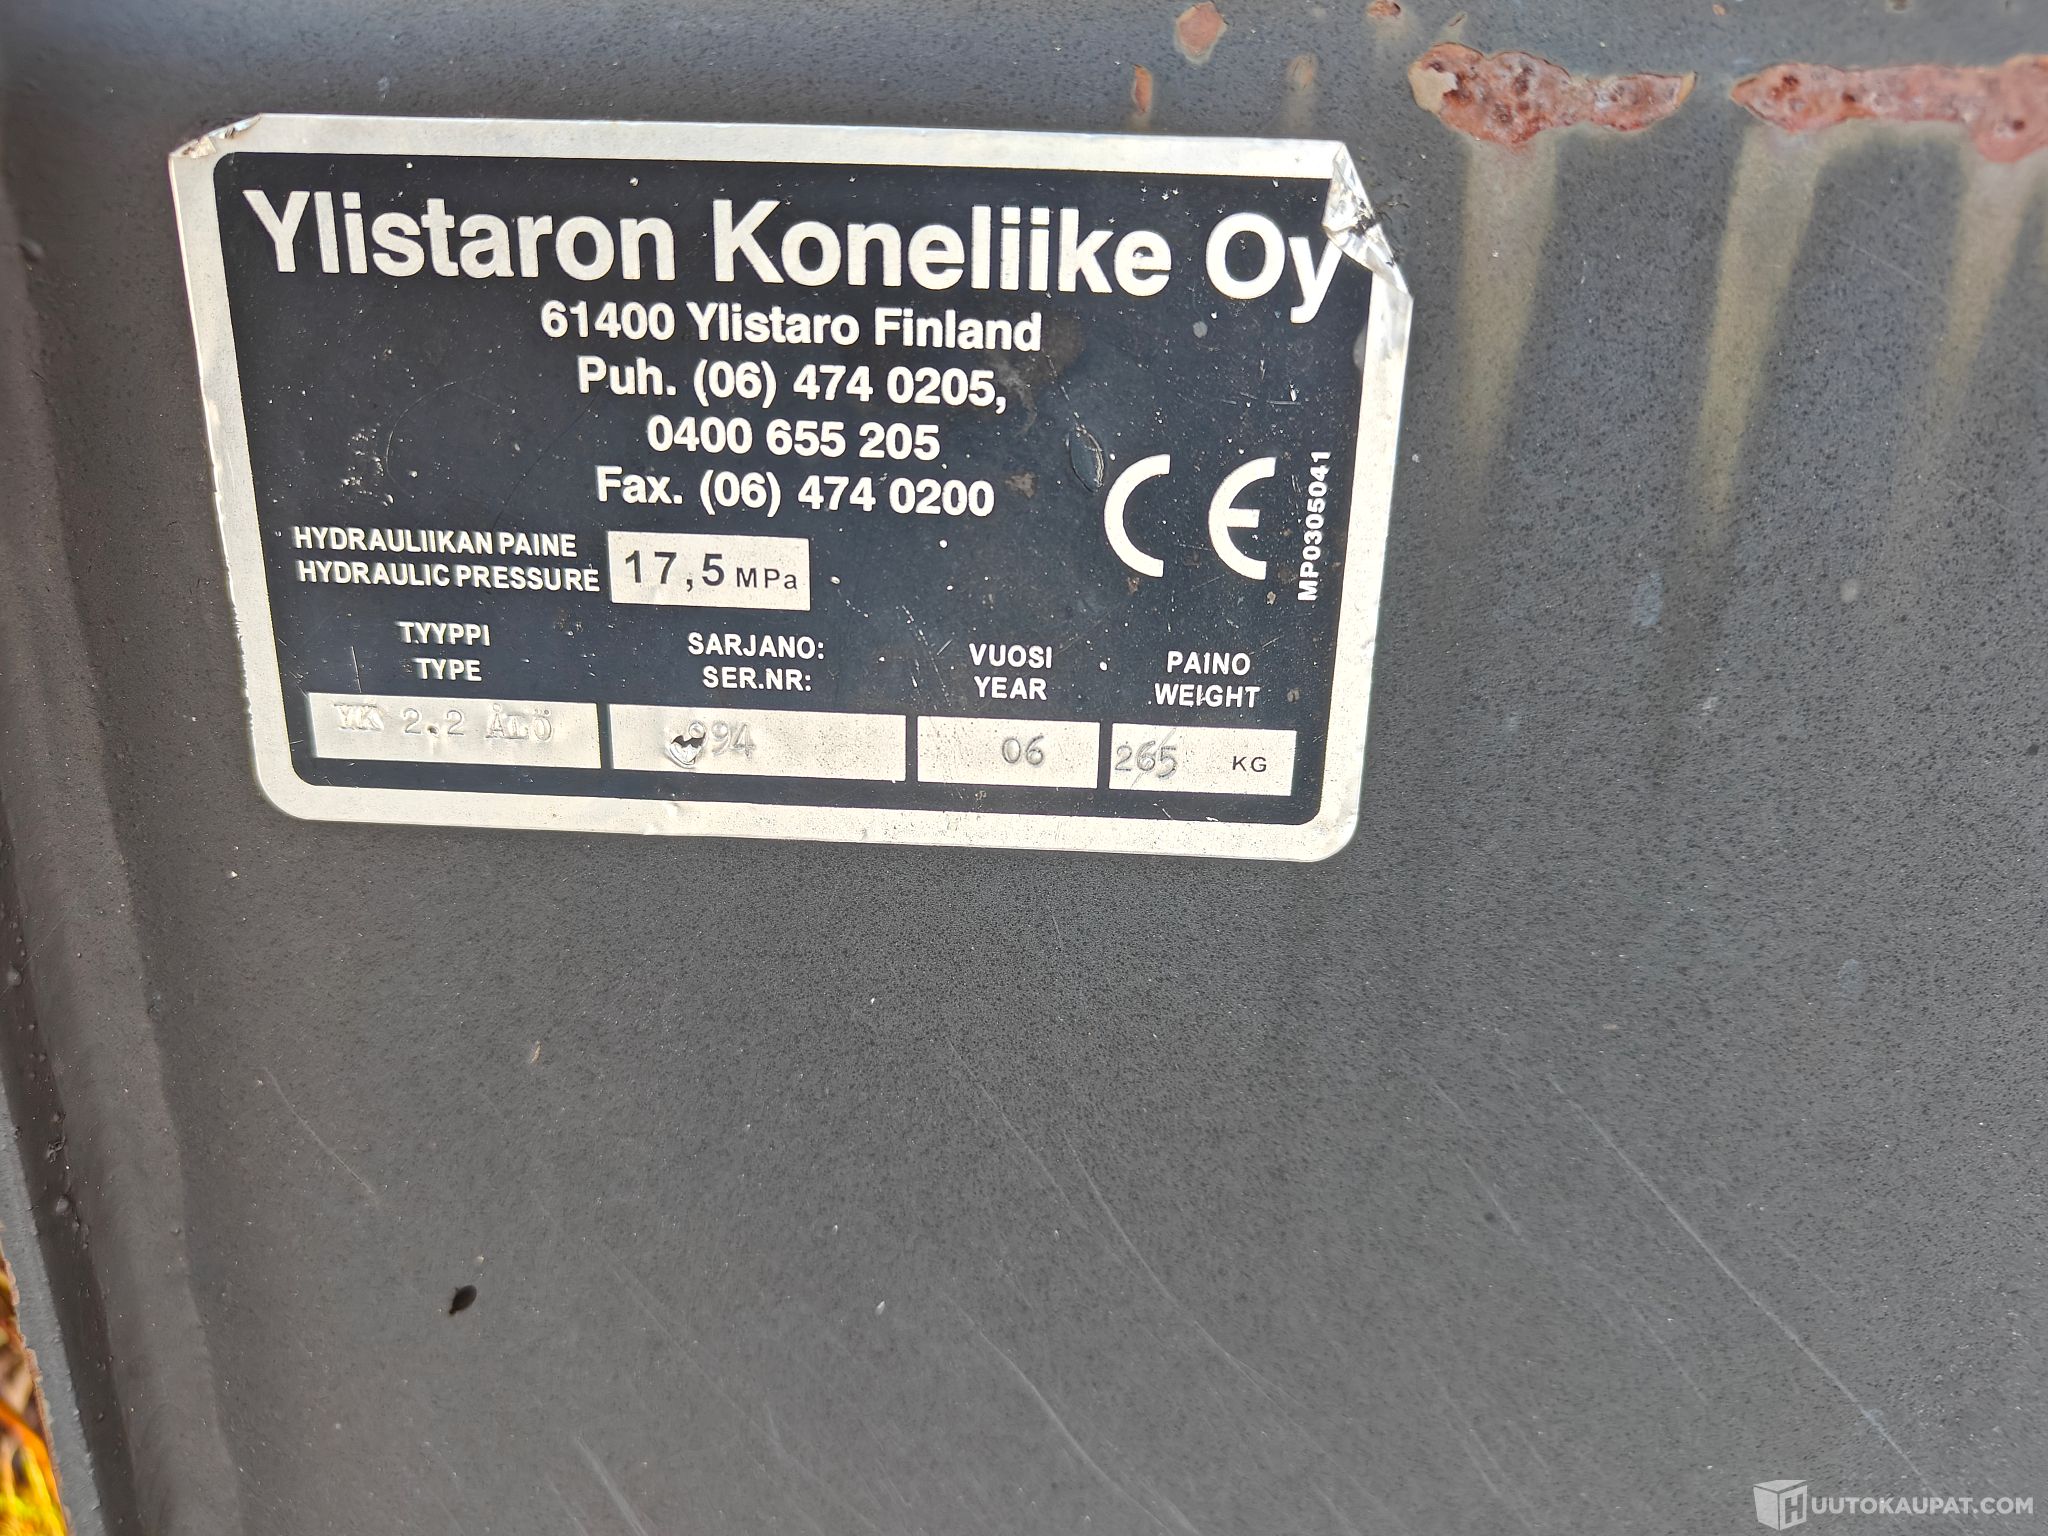 Ylistaron Koneliike Oy
61400 Ylistaro Finland
Puh. (06) 474 0205,
0400 655 205
Fax. (06) 474 0200
CE
MP0305041
HYDRAULIIKAN PAINE
HYDRAULIC PRESSURE
17,5 MPa
TYYPPI
TYPE
YK 2.2 ÅLÖ
SARJANO:
SER.NR:
VUOSI
YEAR
06
PAINO
WEIGHT
265 KG
HUUTOKAUPAT.COM